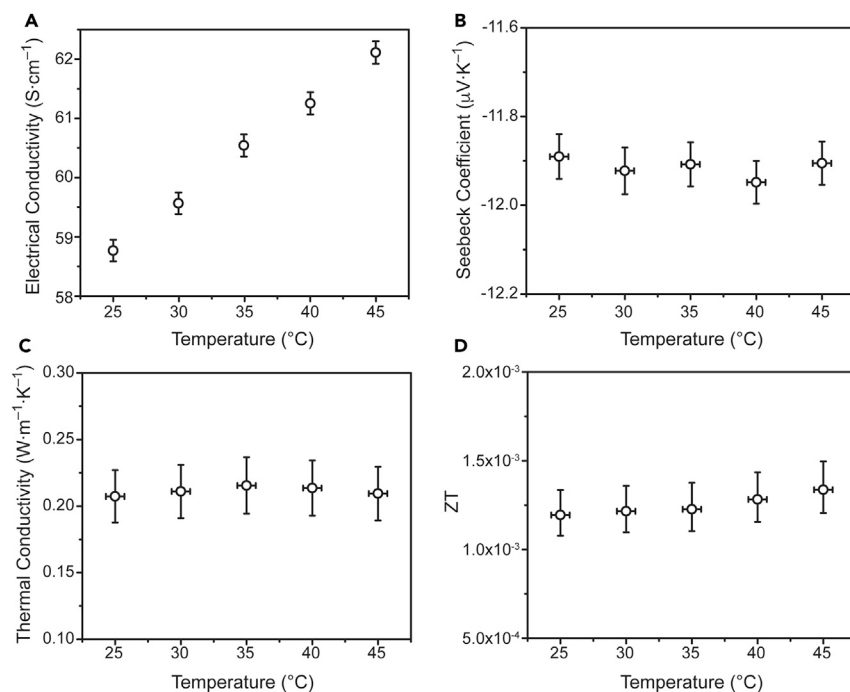 A
Electrical Conductivity (S·cm⁻¹)
62
61
60
59
58
25 30 35 40 45
Temperature (°C)
B
Seebeck Coefficient (μV·K⁻¹)
-11.6
-11.8
-12.0
-12.2
25 30 35 40 45
Temperature (°C)
C
Thermal Conductivity (W·m⁻¹·K⁻¹)
0.30
0.25
0.20
0.15
0.10
25 30 35 40 45
Temperature (°C)
D
ZT
2.0x10⁻³
1.5x10⁻³
1.0x10⁻³
5.0x10⁻⁴
25 30 35 40 45
Temperature (°C)